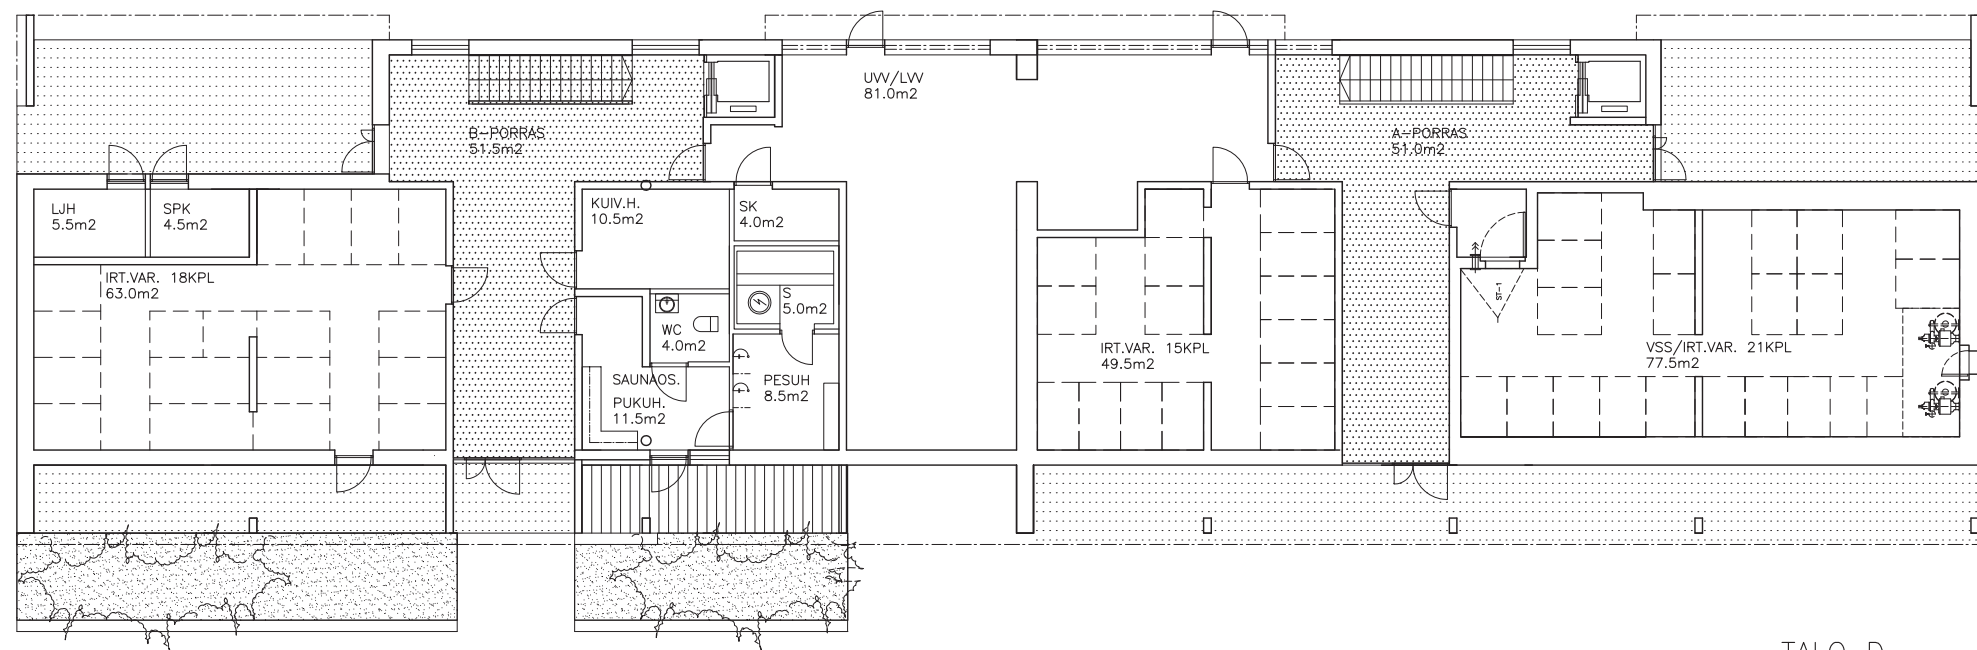 UVV/LVV
81.0m2
B-PORRAS
51.5m2
A-PORRAS
51.0m2
LJH
5.5m2
SPK
4.5m2
KUIV.H.
10.5m2
SK
4.0m2
IRT.VAR. 18KPL
63.0m2
S
5.0m2
ST-1
WC
4.0m2
IRT.VAR. 15KPL
49.5m2
VSS/IRT.VAR. 21KPL
77.5m2
SAUNAOS.
PUKUH.
11.5m2
PESUH
8.5m2
TALO D